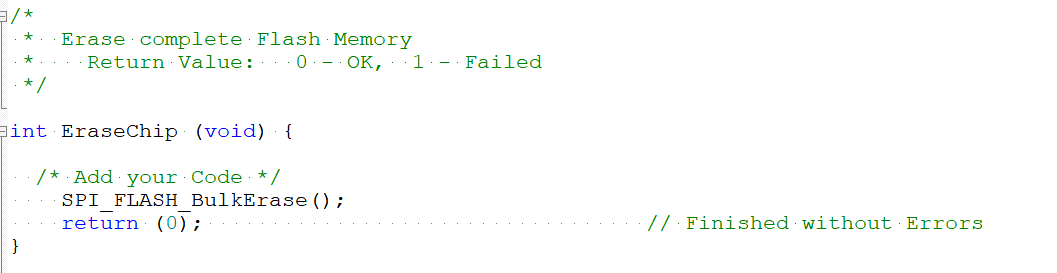 /*
 *  Erase complete Flash Memory
 *    Return Value:   0 - OK,  1 - Failed
 */
int EraseChip (void) {
  /* Add your Code */
    SPI_FLASH_BulkErase();
    return (0);                                  // Finished without Errors
}